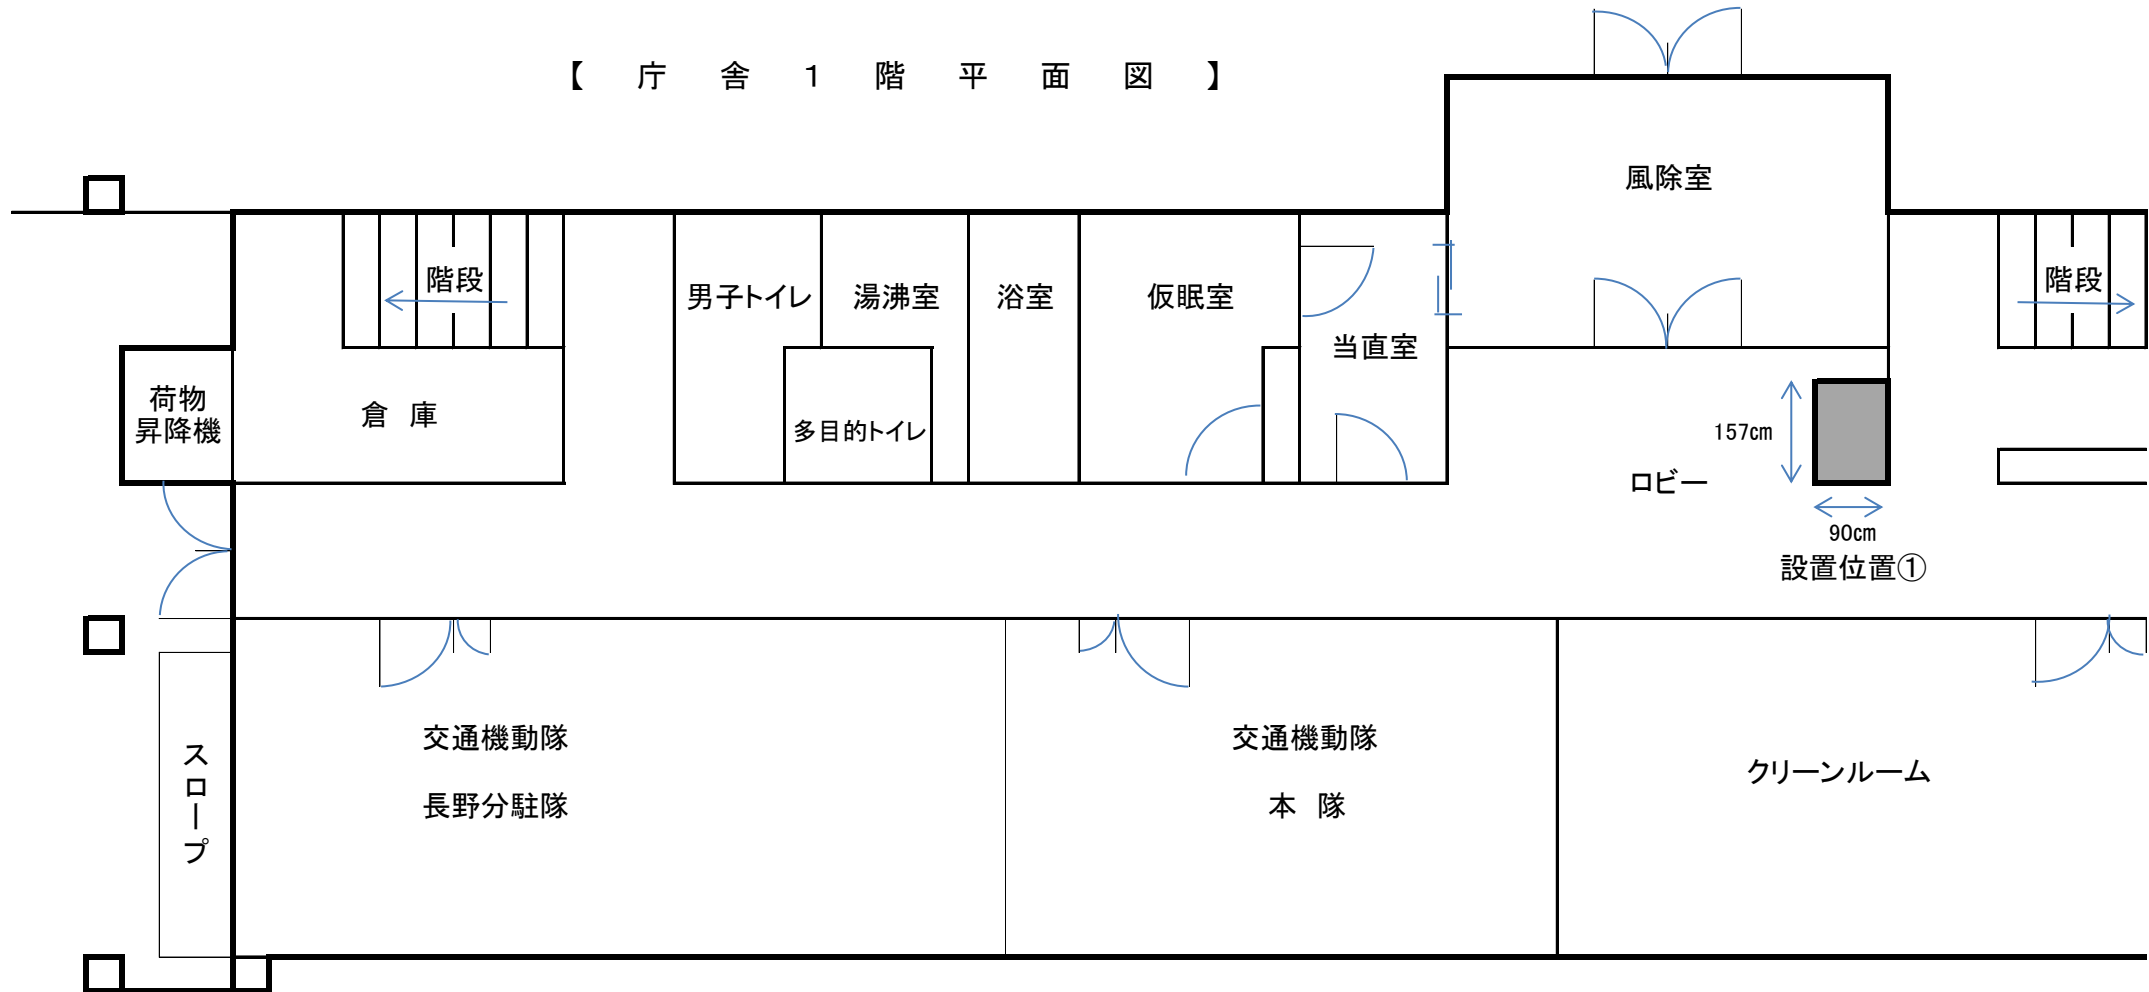 【 庁 舎 1 階 平 面 図 】
風除室
階段
階段
男子トイレ
湯沸室
浴室
仮眠室
当直室
荷物
昇降機
倉 庫
多目的トイレ
157㎝
ロビー
90㎝
設置位置①
交通機動隊
長野分駐隊
交通機動隊
本 隊
クリーンルーム
スロープ